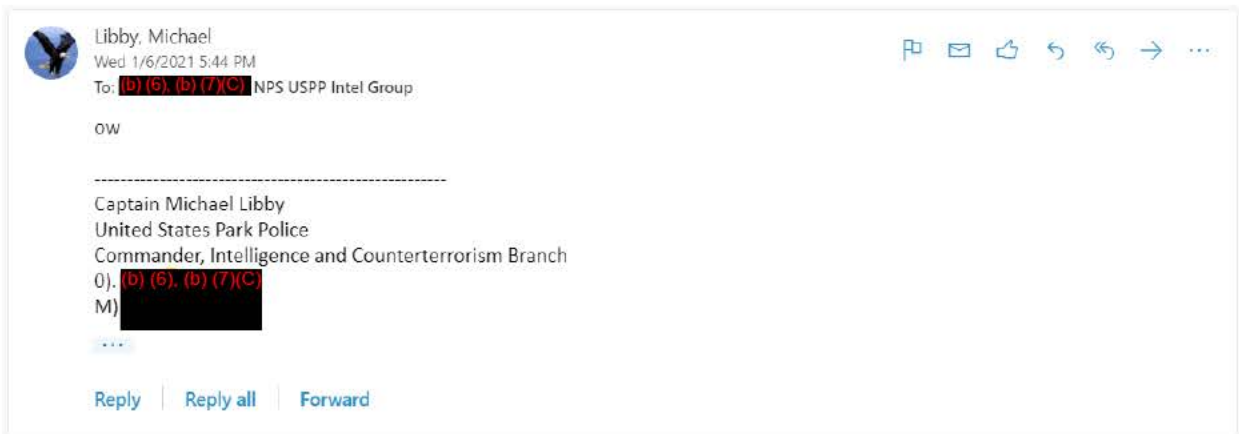 Libby, Michael
Wed 1/6/2021 5:44 PM
To: (b) (6), (b) (7)(C) NPS USPP Intel Group
ow
------------------------------------------------------
Captain Michael Libby
United States Park Police
Commander, Intelligence and Counterterrorism Branch
0). (b) (6), (b) (7)(C)
M)
...
Reply Reply all Forward